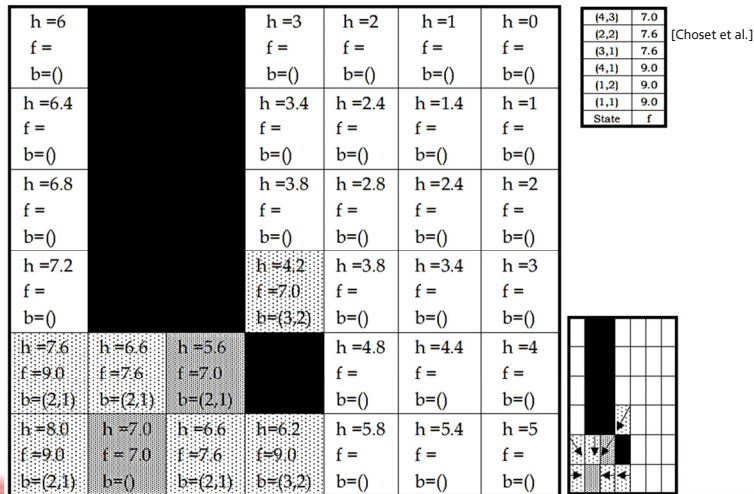 h =6 h =3 h =2 h =1 h =0
f = f = f = f = f =
b=() b=() b=() b=() b=()
h =6.4 h =3.4 h =2.4 h =1.4 h =1
f = f = f = f = f =
b=() b=() b=() b=() b=()
h =6.8 h =3.8 h =2.8 h =2.4 h =2
f = f = f = f = f =
b=() b=() b=() b=() b=()
h =7.2 h =4.2 h =3.8 h =3.4 h =3
f = f =7.0 f = f = f =
b=() b=(3,2) b=() b=() b=()
h =7.6 h =6.6 h =5.6 h =4.8 h =4.4 h =4
f =9.0 f =7.6 f =7.0 f = f = f =
b=(2,1) b=(2,1) b=(2,1) b=() b=() b=()
h =8.0 h =7.0 h =6.6 h =6.2 h =5.8 h =5.4 h =5
f =9.0 f = 7.0 f =7.6 f =9.0 f = f = f =
b=(2,1) b=() b=(2,1) b=(3,2) b=() b=() b=()
(4,3) 7.0
(2,2) 7.6
(3,1) 7.6
(4,1) 9.0
(1,2) 9.0
(1,1) 9.0
State f
[Choset et al.]